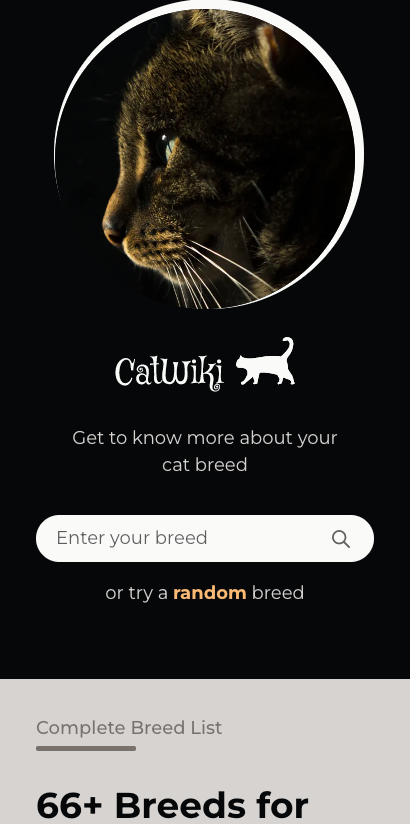 CatWiki
Get to know more about your
cat breed
Enter your breed
or try a random breed
Complete Breed List
66+ Breeds for